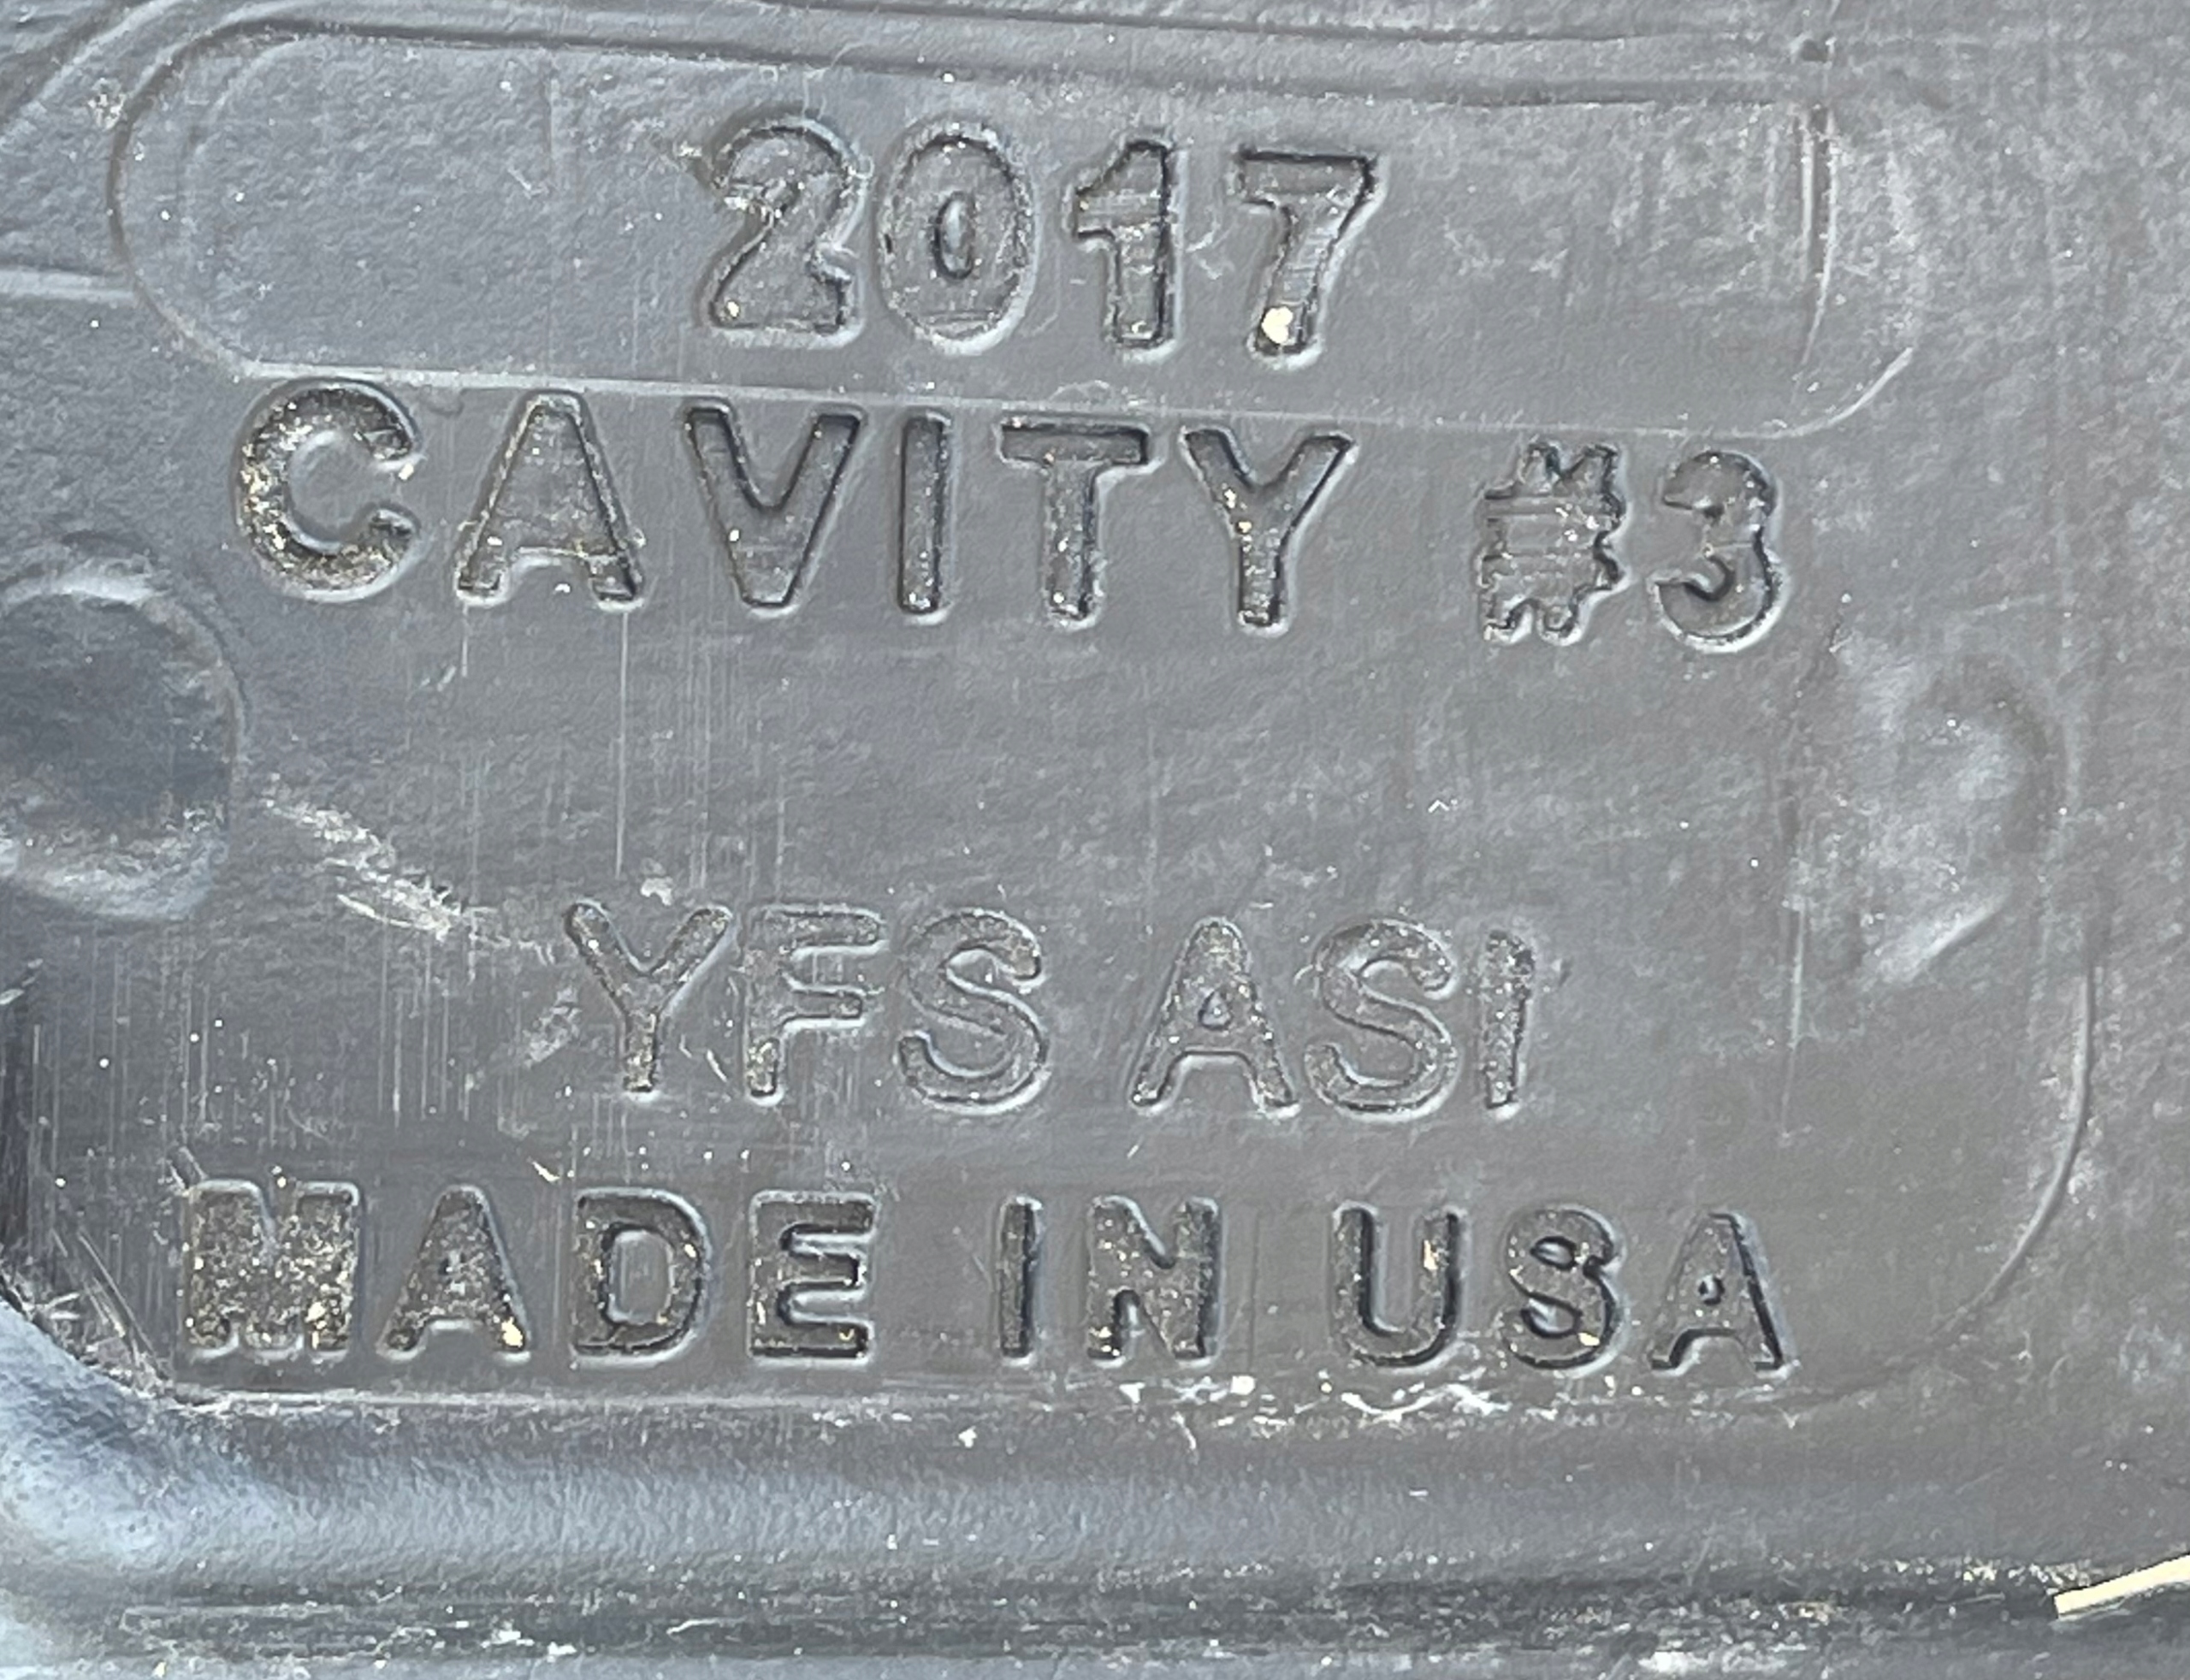 2017
CAVITY #3
YFS ASI
MADE IN USA